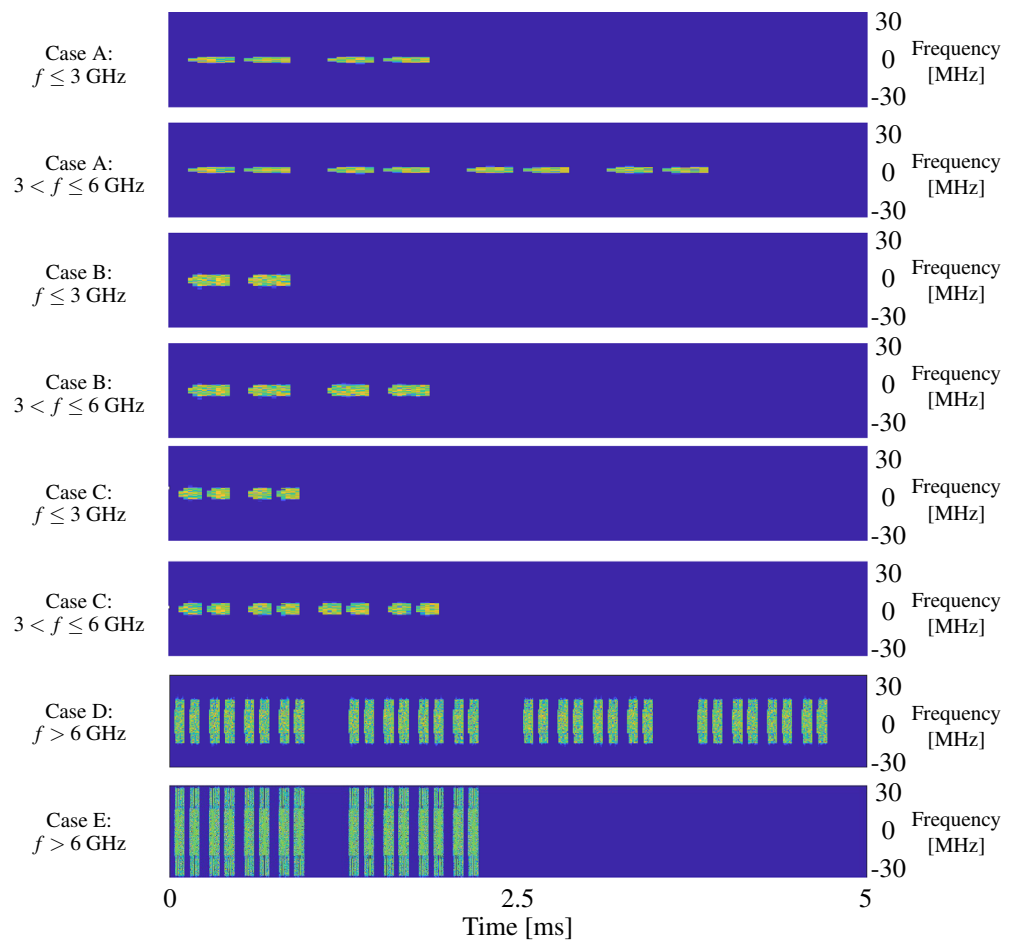 Case A:
f ≤ 3 GHz
30
0
-30
Frequency
[MHz]
Case A:
3 < f ≤ 6 GHz
30
0
-30
Frequency
[MHz]
Case B:
f ≤ 3 GHz
30
0
-30
Frequency
[MHz]
Case B:
3 < f ≤ 6 GHz
30
0
-30
Frequency
[MHz]
Case C:
f ≤ 3 GHz
30
0
-30
Frequency
[MHz]
Case C:
3 < f ≤ 6 GHz
30
0
-30
Frequency
[MHz]
Case D:
f > 6 GHz
30
0
-30
Frequency
[MHz]
Case E:
f > 6 GHz
30
0
-30
Frequency
[MHz]
0 2.5 5
Time [ms]